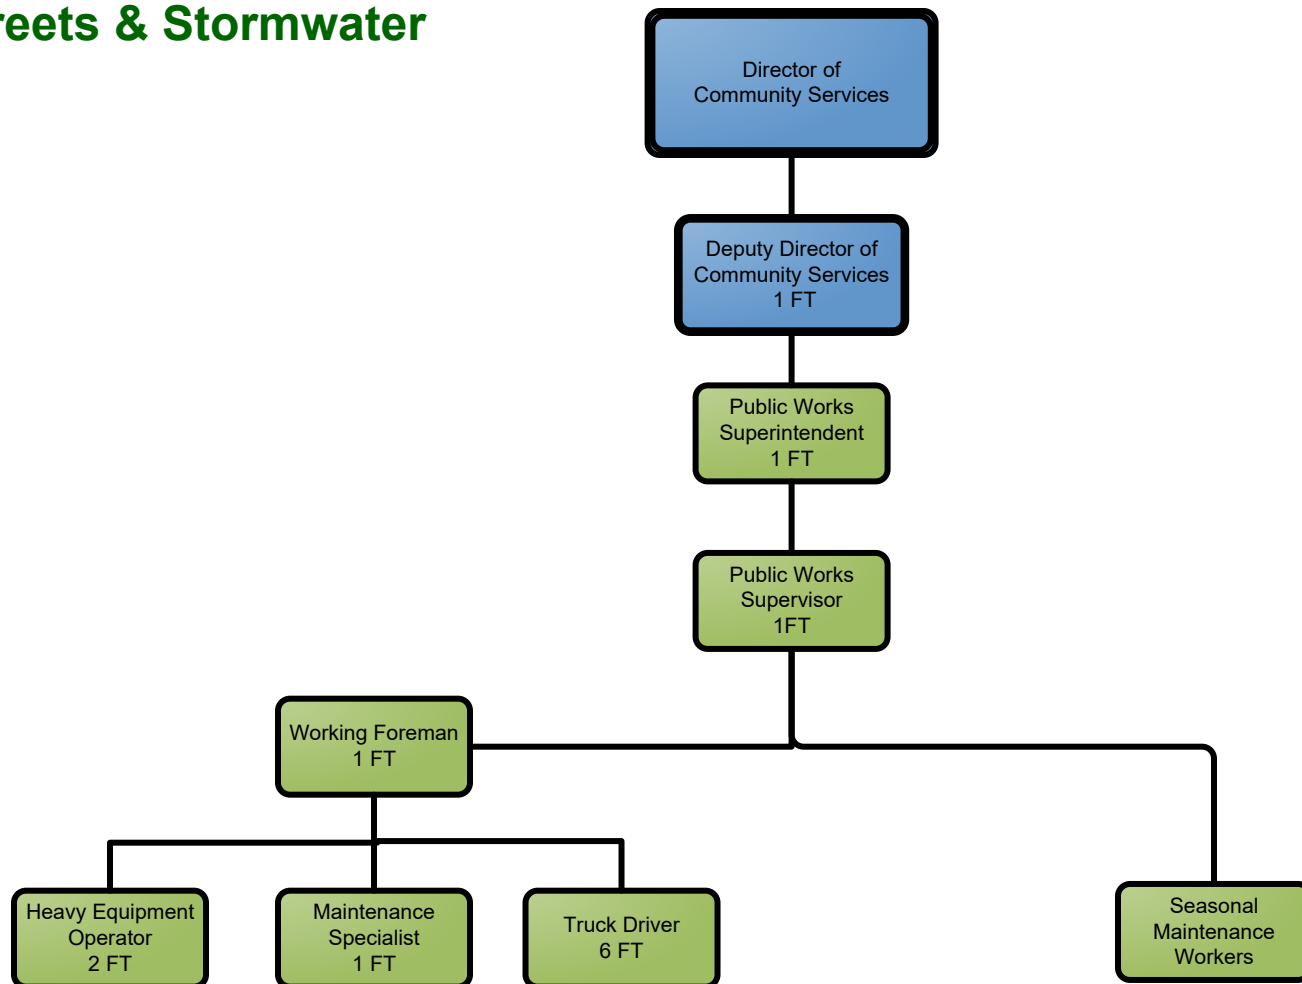 reets & Stormwater
Director of
Community Services
Deputy Director of
Community Services
1 FT
Public Works
Superintendent
1 FT
Public Works
Supervisor
1FT
Working Foreman
1 FT
Heavy Equipment
Operator
2 FT
Maintenance
Specialist
1 FT
Truck Driver
6 FT
Seasonal
Maintenance
Workers